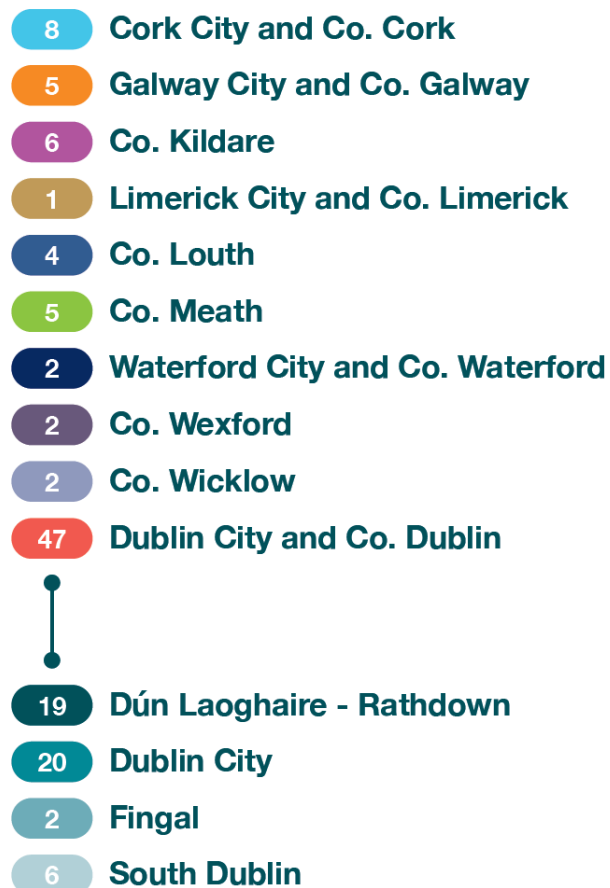 8 Cork City and Co. Cork
5 Galway City and Co. Galway
6 Co. Kildare
1 Limerick City and Co. Limerick
4 Co. Louth
5 Co. Meath
2 Waterford City and Co. Waterford
2 Co. Wexford
2 Co. Wicklow
47 Dublin City and Co. Dublin
19 Dún Laoghaire - Rathdown
20 Dublin City
2 Fingal
6 South Dublin